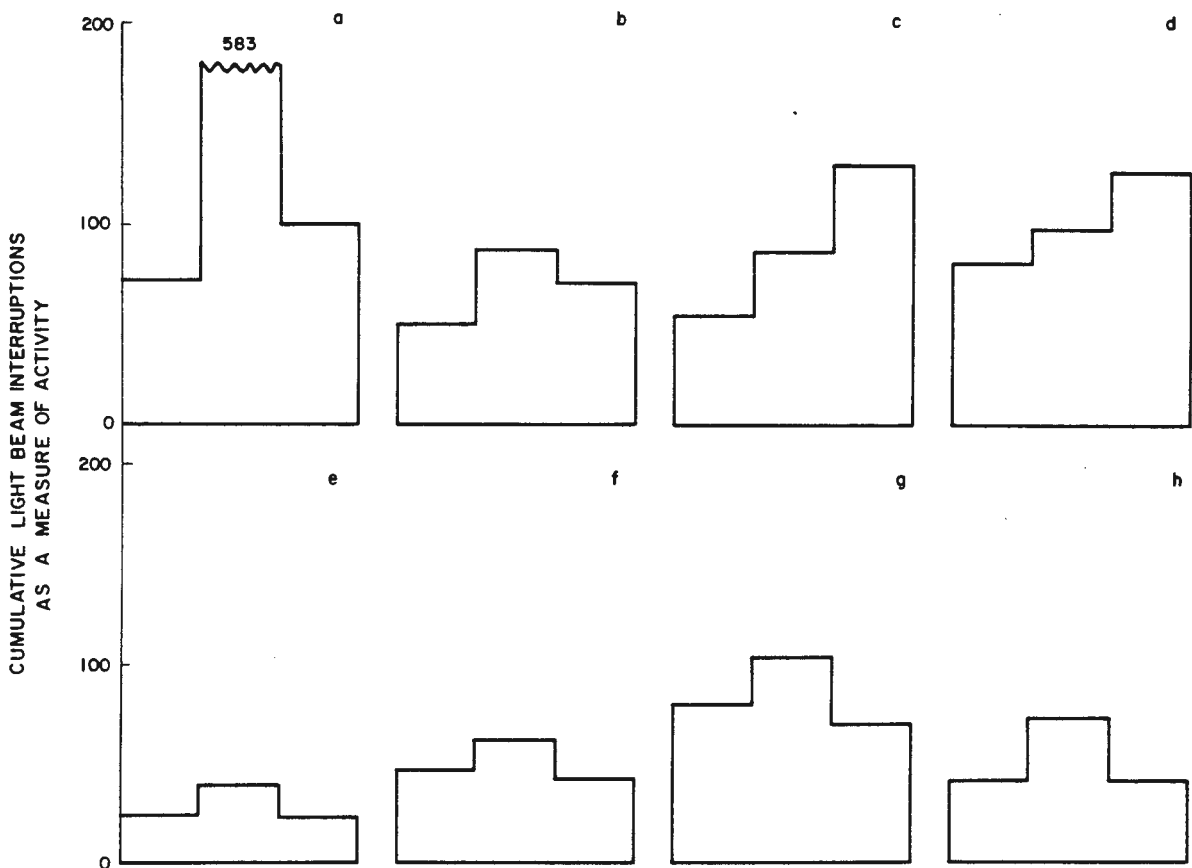 200
a
b
c
d
583
100
0
200
e
f
g
h
100
0
CUMULATIVE LIGHT BEAM INTERRUPTIONS
AS A MEASURE OF ACTIVITY